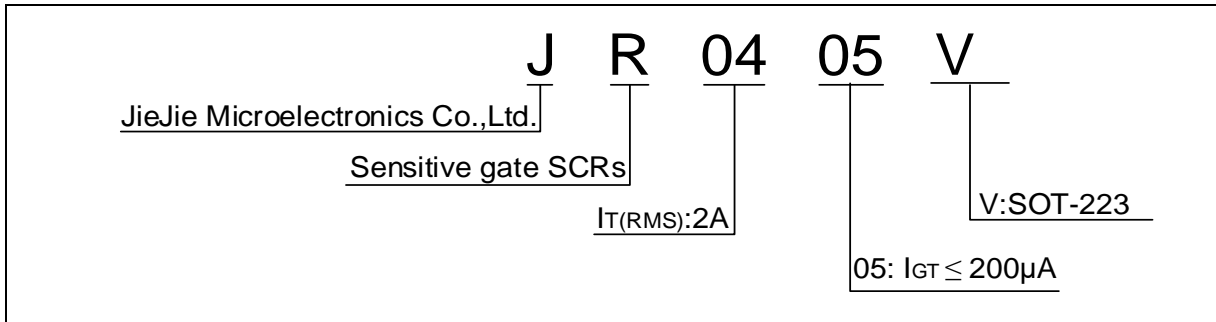 J R 04 05 V
JieJie Microelectronics Co.,Ltd.
Sensitive gate SCRs
IT(RMS):2A
V:SOT-223
05: IGT ≤ 200µA